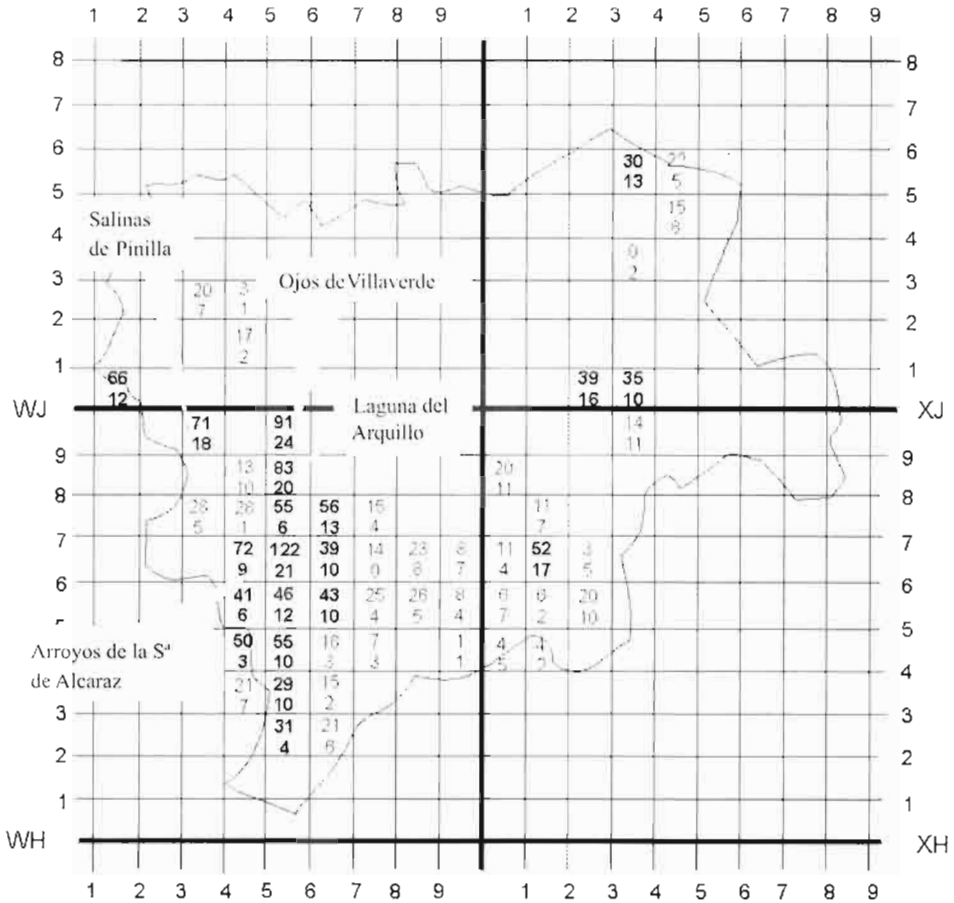 1 2 3 4 5 6 7 8 9 1 2 3 4 5 6 7 8 9
8 8
7 7
6 30 6
13 5
5 15 5
Salinas
4 8 4
de Pinilla
0
2
3 Ojos de Villaverde 3
20 3
7 1
2 2
17
2
1 1
66 39 35
12 16 10
WJ Laguna del XJ
Arquillo
71 91 14
18 24 11
9 9
13 83 20
10 20 11
8 8
28 28 55 56 15 11
5 1 6 13 4 7
7 7
72 122 39 14 23 8 11 52 3
9 21 10 0 8 7 4 17 5
6 6
41 46 43 25 26 8 6 6 20
6 12 10 4 5 4 7 2 10
5 5
Arroyos de la Sª
de Alcaraz
50 55 16 7 1 4 4
3 10 3 3 1 5 2
4
21 29 15
7 10 2
3 3
31 21
4 6
2 2
1 1
WH XH
1 2 3 4 5 6 7 8 9 1 2 3 4 5 6 7 8 9